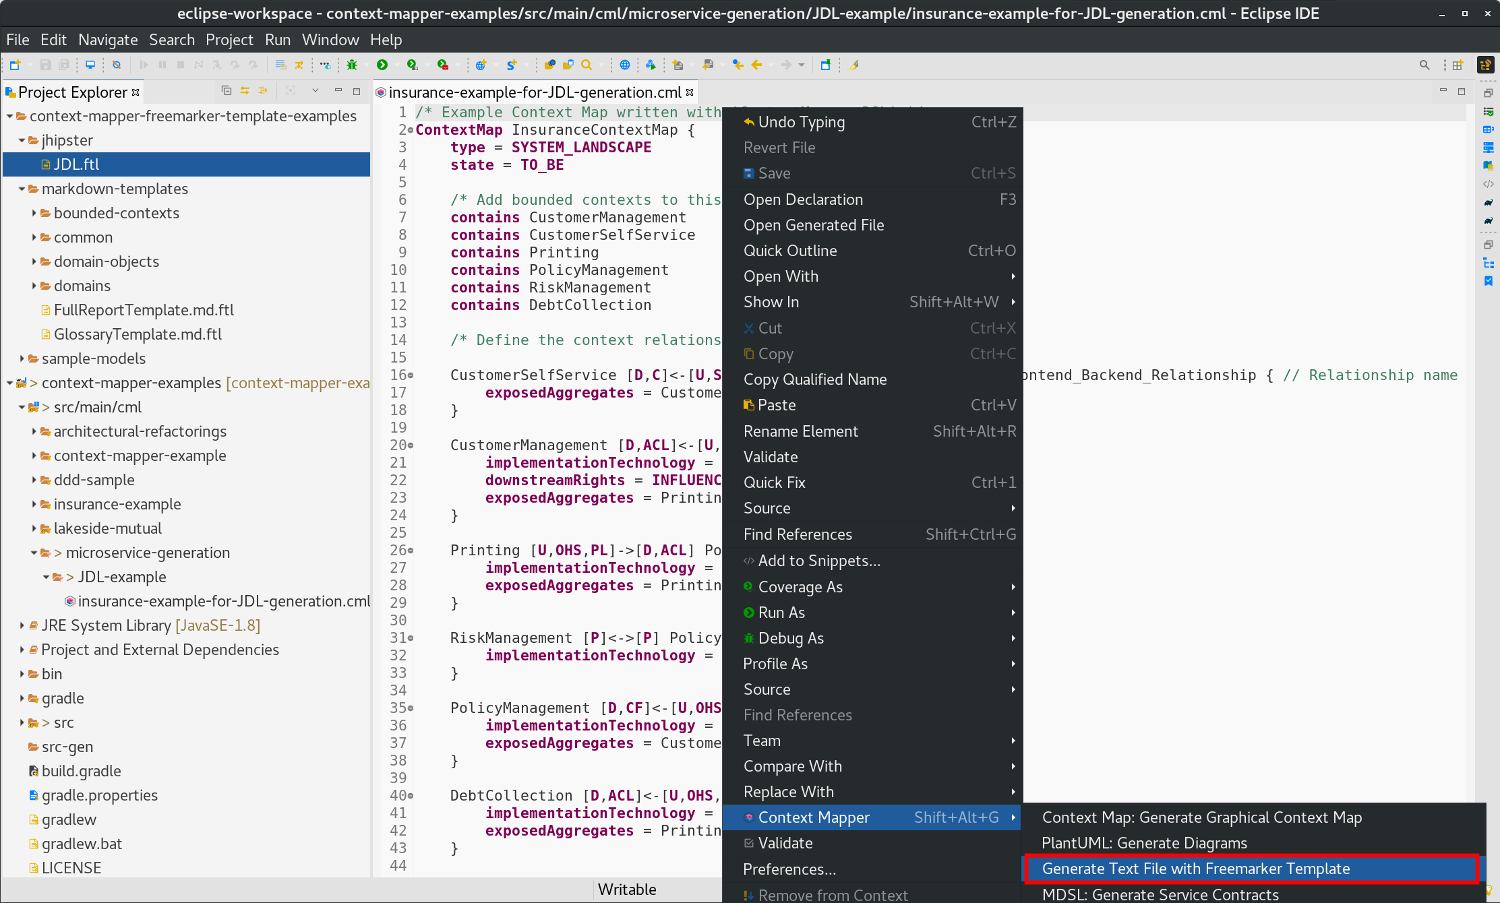 eclipse-workspace - context-mapper-examples/src/main/cml/microservice-generation/JDL-example/insurance-example-for-JDL-generation.cml - Eclipse IDE
File Edit Navigate Search Project Run Window Help
Project Explorer
context-mapper-freemarker-template-examples
jhipster
JDL.ftl
markdown-templates
bounded-contexts
common
domain-objects
domains
FullReportTemplate.md.ftl
GlossaryTemplate.md.ftl
sample-models
> context-mapper-examples [context-mapper-exa
> src/main/cml
architectural-refactorings
context-mapper-example
ddd-sample
insurance-example
lakeside-mutual
> microservice-generation
> JDL-example
insurance-example-for-JDL-generation.cml
JRE System Library [JavaSE-1.8]
Project and External Dependencies
bin
gradle
> src
src-gen
build.gradle
gradle.properties
gradlew
gradlew.bat
LICENSE
insurance-example-for-JDL-generation.cml
1 /* Example Context Map written with
2 ContextMap InsuranceContextMap {
3 type = SYSTEM_LANDSCAPE
4 state = TO_BE
5
6 /* Add bounded contexts to this
7 contains CustomerManagement
8 contains CustomerSelfService
9 contains Printing
10 contains PolicyManagement
11 contains RiskManagement
12 contains DebtCollection
13
14 /* Define the context relations
15
16 CustomerSelfService [D,C]<-[U,S ontend_Backend_Relationship { // Relationship name
17 exposedAggregates = Custome
18 }
19
20 CustomerManagement [D,ACL]<-[U,
21 implementationTechnology =
22 downstreamRights = INFLUENC
23 exposedAggregates = Printin
24 }
25
26 Printing [U,OHS,PL]->[D,ACL] Po
27 implementationTechnology =
28 exposedAggregates = Printin
29 }
30
31 RiskManagement [P]<->[P] Policy
32 implementationTechnology =
33 }
34
35 PolicyManagement [D,CF]<-[U,OHS
36 implementationTechnology =
37 exposedAggregates = Custome
38 }
39
40 DebtCollection [D,ACL]<-[U,OHS,
41 implementationTechnology =
42 exposedAggregates = Printin
43 }
44
Undo Typing Ctrl+Z
Revert File
Save Ctrl+S
Open Declaration F3
Open Generated File
Quick Outline Ctrl+O
Open With
Show In Shift+Alt+W
Cut Ctrl+X
Copy Ctrl+C
Copy Qualified Name
Paste Ctrl+V
Rename Element Shift+Alt+R
Validate
Quick Fix Ctrl+1
Source
Find References Shift+Ctrl+G
Add to Snippets...
Coverage As
Run As
Debug As
Profile As
Source
Find References
Team
Compare With
Replace With
Context Mapper Shift+Alt+G
Validate
Preferences...
Remove from Context
Context Map: Generate Graphical Context Map
PlantUML: Generate Diagrams
Generate Text File with Freemarker Template
MDSL: Generate Service Contracts
Writable